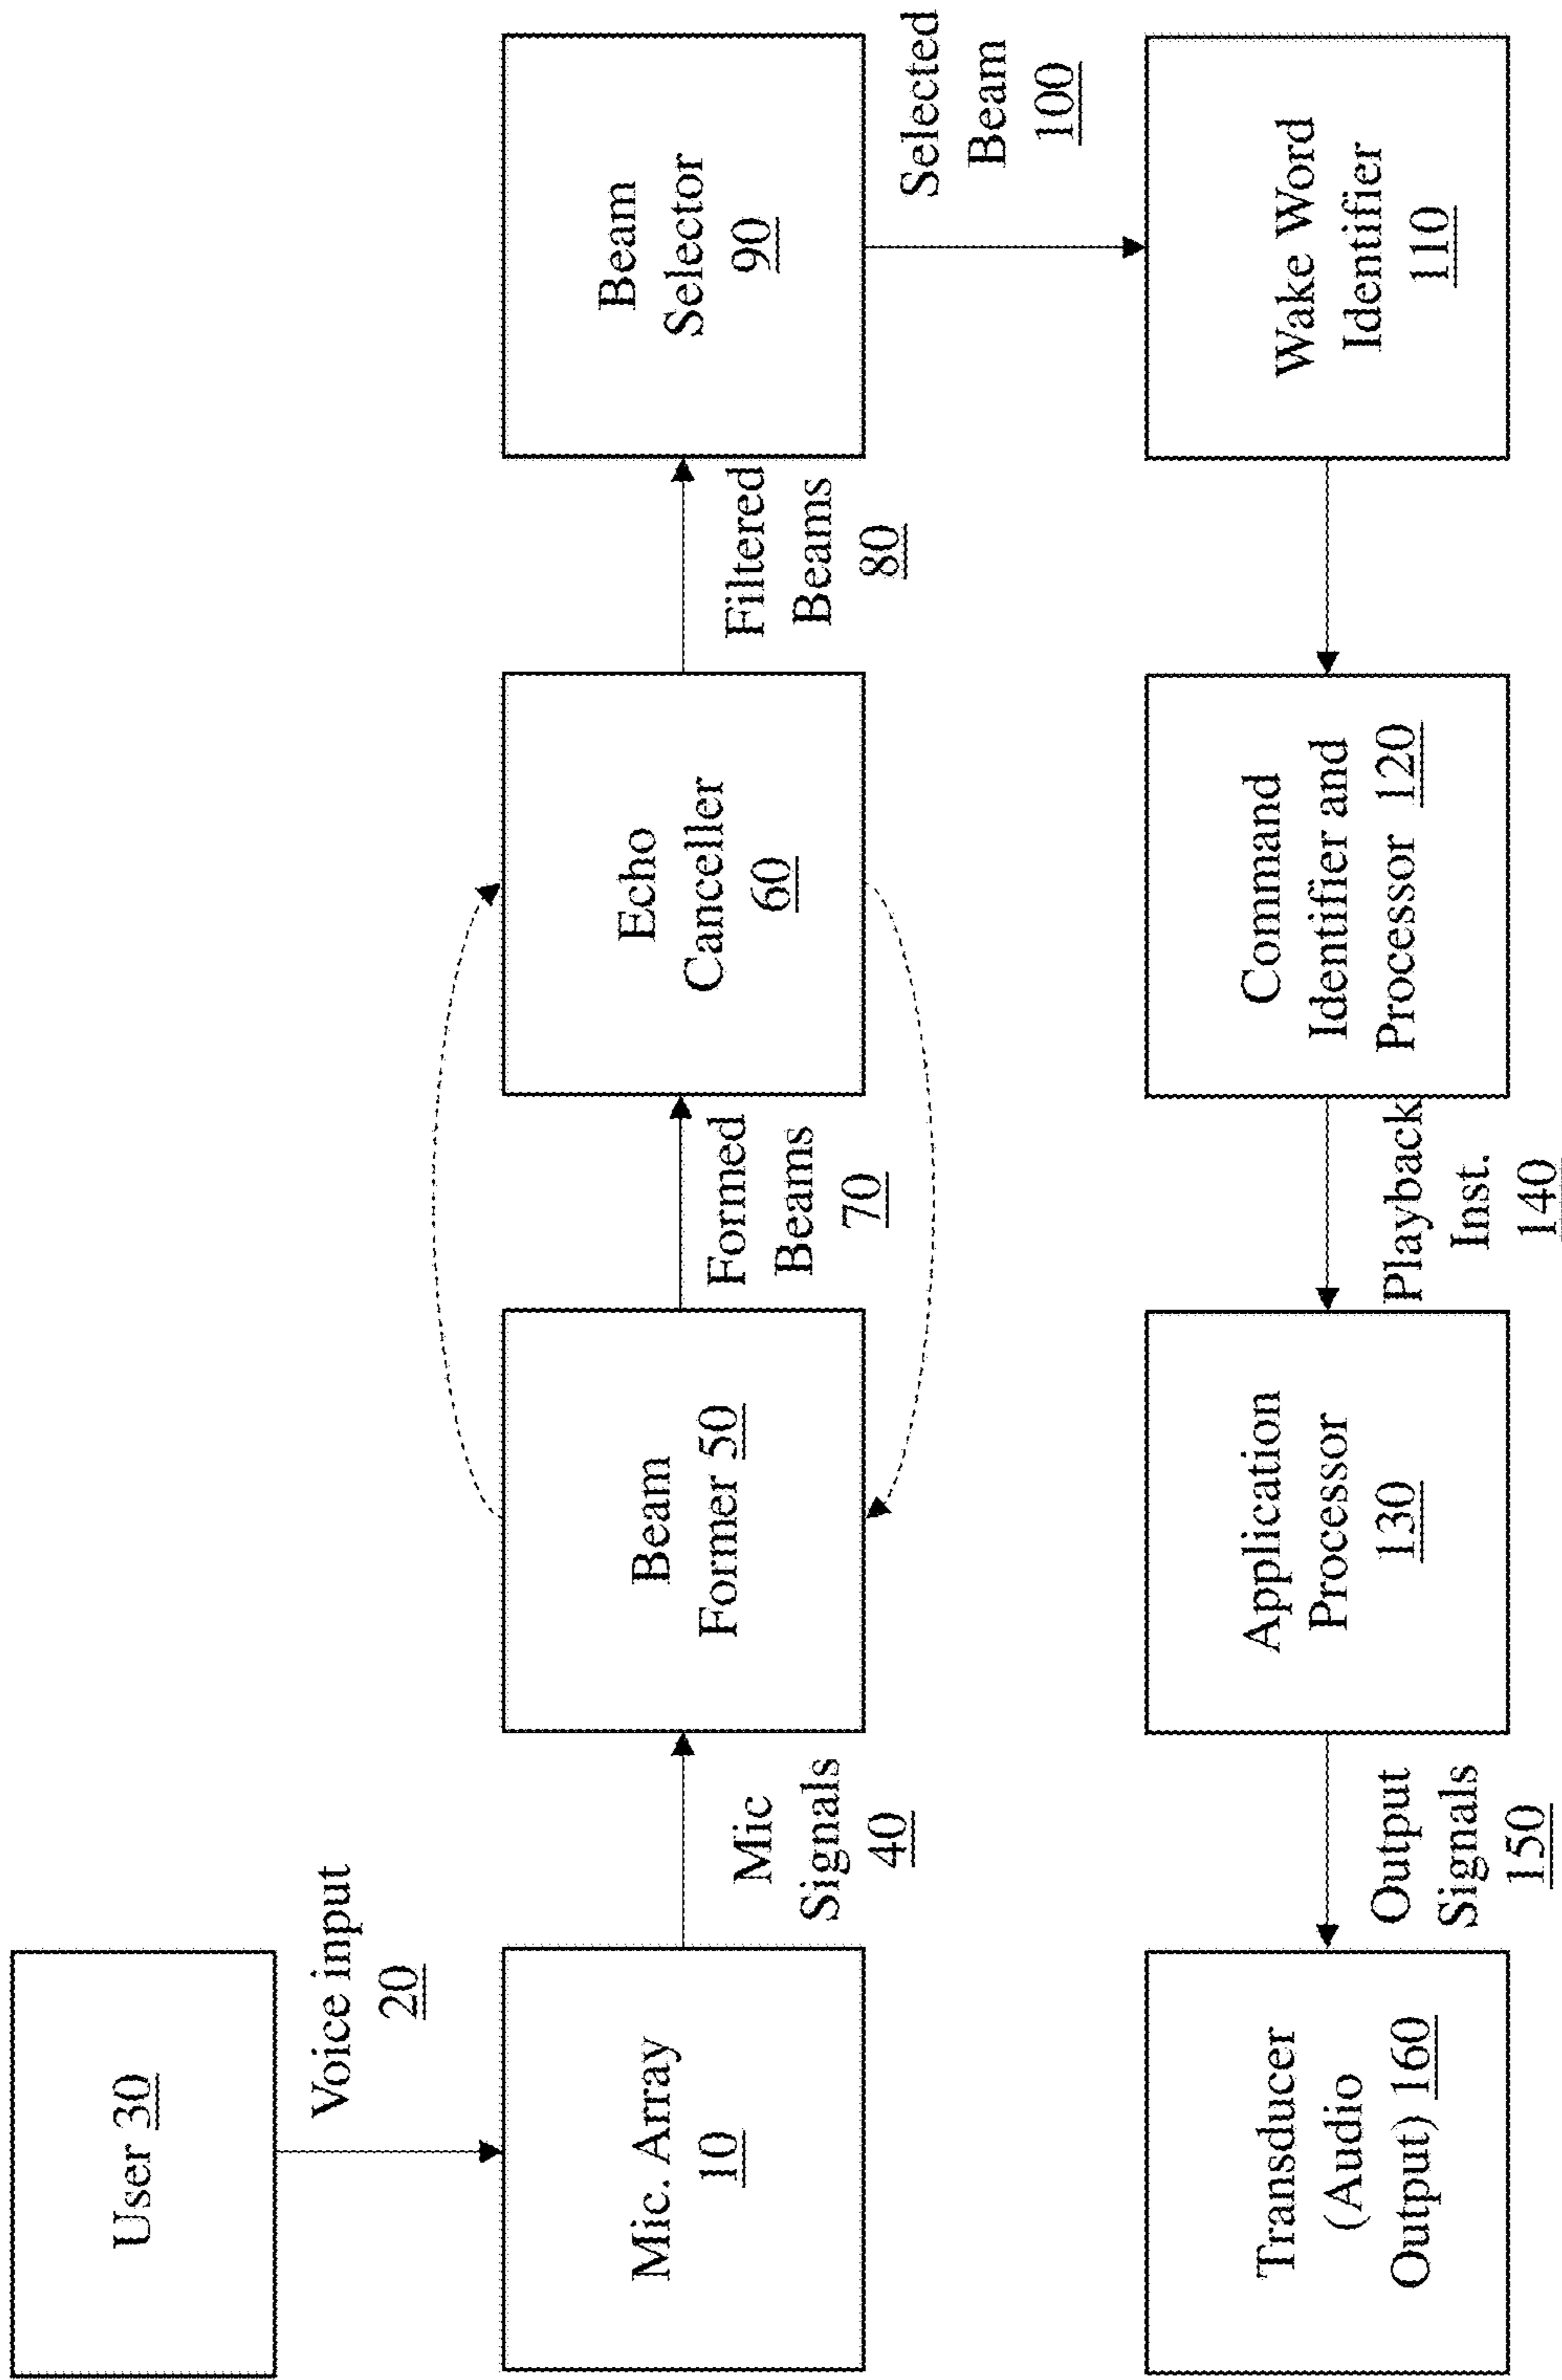 User 30
Voice input
20
Mic. Array
10
Mic
Signals
40
Beam
Former 50
Formed
Beams
70
Echo
Canceller
60
Filtered
Beams
80
Beam
Selector
90
Selected
Beam
100
Wake Word
Identifier
110
Command
Identifier and
Processor 120
Playback
Inst.
140
Application
Processor
130
Output
Signals
150
Transducer
(Audio
Output) 160